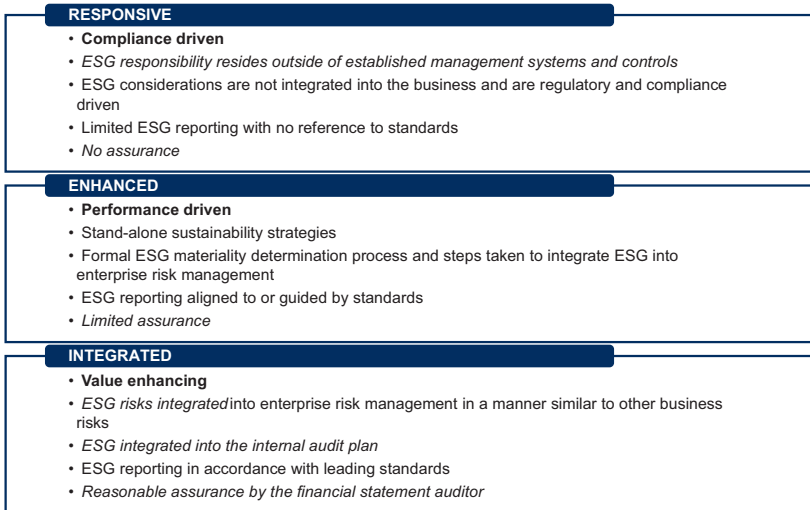 RESPONSIVE
• Compliance driven
• ESG responsibility resides outside of established management systems and controls
• ESG considerations are not integrated into the business and are regulatory and compliance
driven
• Limited ESG reporting with no reference to standards
• No assurance
ENHANCED
• Performance driven
• Stand-alone sustainability strategies
• Formal ESG materiality determination process and steps taken to integrate ESG into
enterprise risk management
• ESG reporting aligned to or guided by standards
• Limited assurance
INTEGRATED
• Value enhancing
• ESG risks integratedinto enterprise risk management in a manner similar to other business
risks
• ESG integrated into the internal audit plan
• ESG reporting in accordance with leading standards
• Reasonable assurance by the financial statement auditor